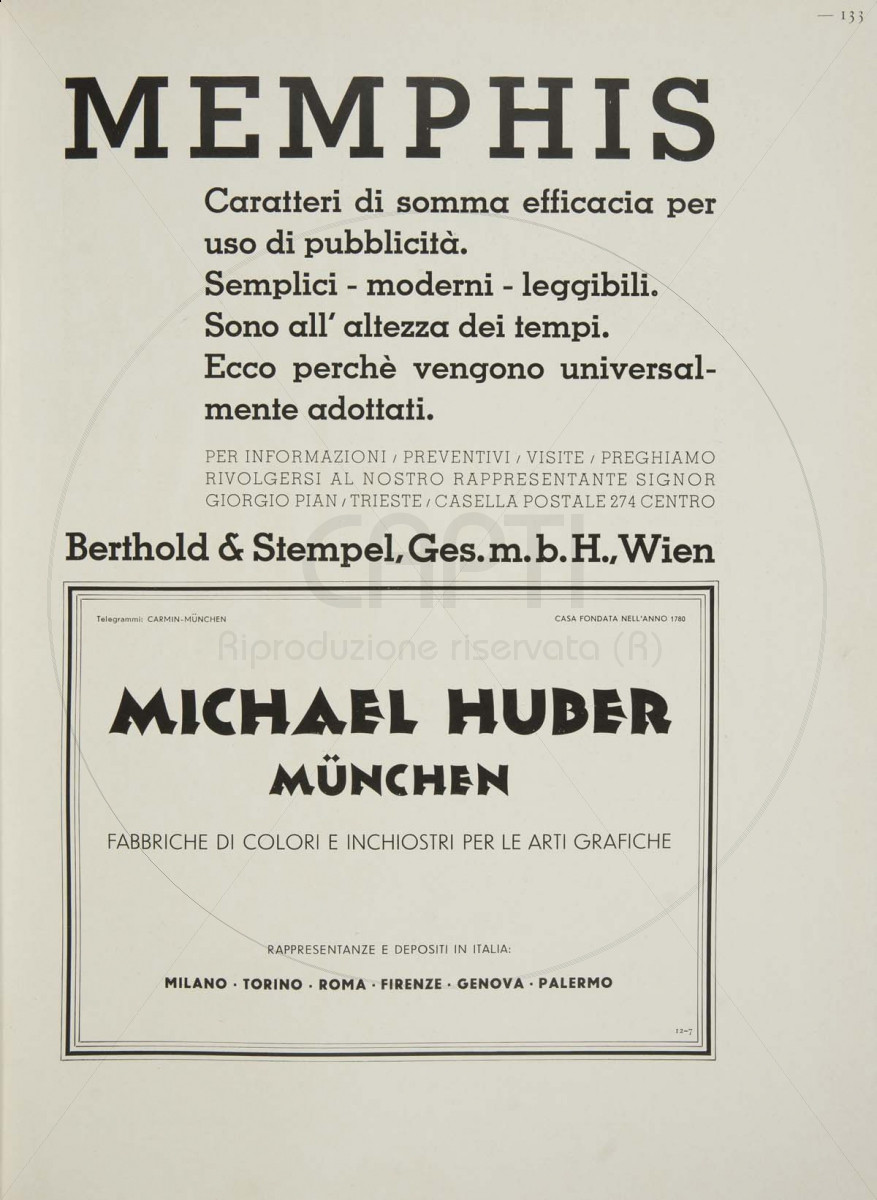 — 133
MEMPHIS
Caratteri di somma efficacia per
uso di pubblicità.
Semplici - moderni - leggibili.
Sono all' altezza dei tempi.
Ecco perchè vengono universal-
mente adottati.
PER INFORMAZIONI / PREVENTIVI / VISITE / PREGHIAMO
RIVOLGERSI AL NOSTRO RAPPRESENTANTE SIGNOR
GIORGIO PIAN / TRIESTE / CASELLA POSTALE 274 CENTRO
CAPTI
Berthold & Stempel, Ges. m. b. H., Wien
Telegrammi: CARMIN-MÜNCHEN
CASA FONDATA NELL'ANNO 1780
Riproduzione riservata (R)
MICHAEL HUBER
MÜNCHEN
FABBRICHE DI COLORI E INCHIOSTRI PER LE ARTI GRAFICHE
RAPPRESENTANZE E DEPOSITI IN ITALIA:
MILANO · TORINO · ROMA · FIRENZE · GENOVA · PALERMO
12-7